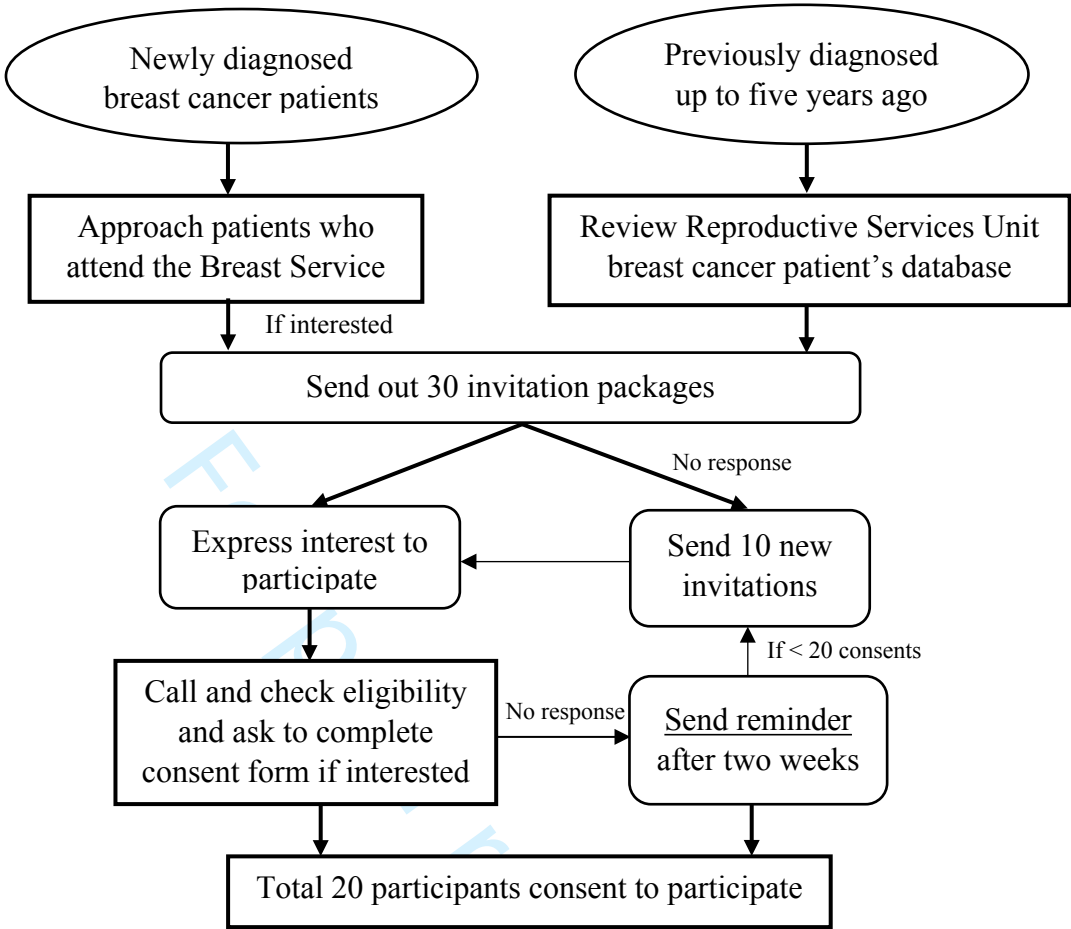 Newly diagnosed
breast cancer patients
Previously diagnosed
up to five years ago
Approach patients who
attend the Breast Service
Review Reproductive Services Unit
breast cancer patient’s database
If interested
Send out 30 invitation packages
No response
Express interest to
participate
Send 10 new
invitations
If < 20 consents
Call and check eligibility
and ask to complete
consent form if interested
No response
Send reminder
after two weeks
Total 20 participants consent to participate